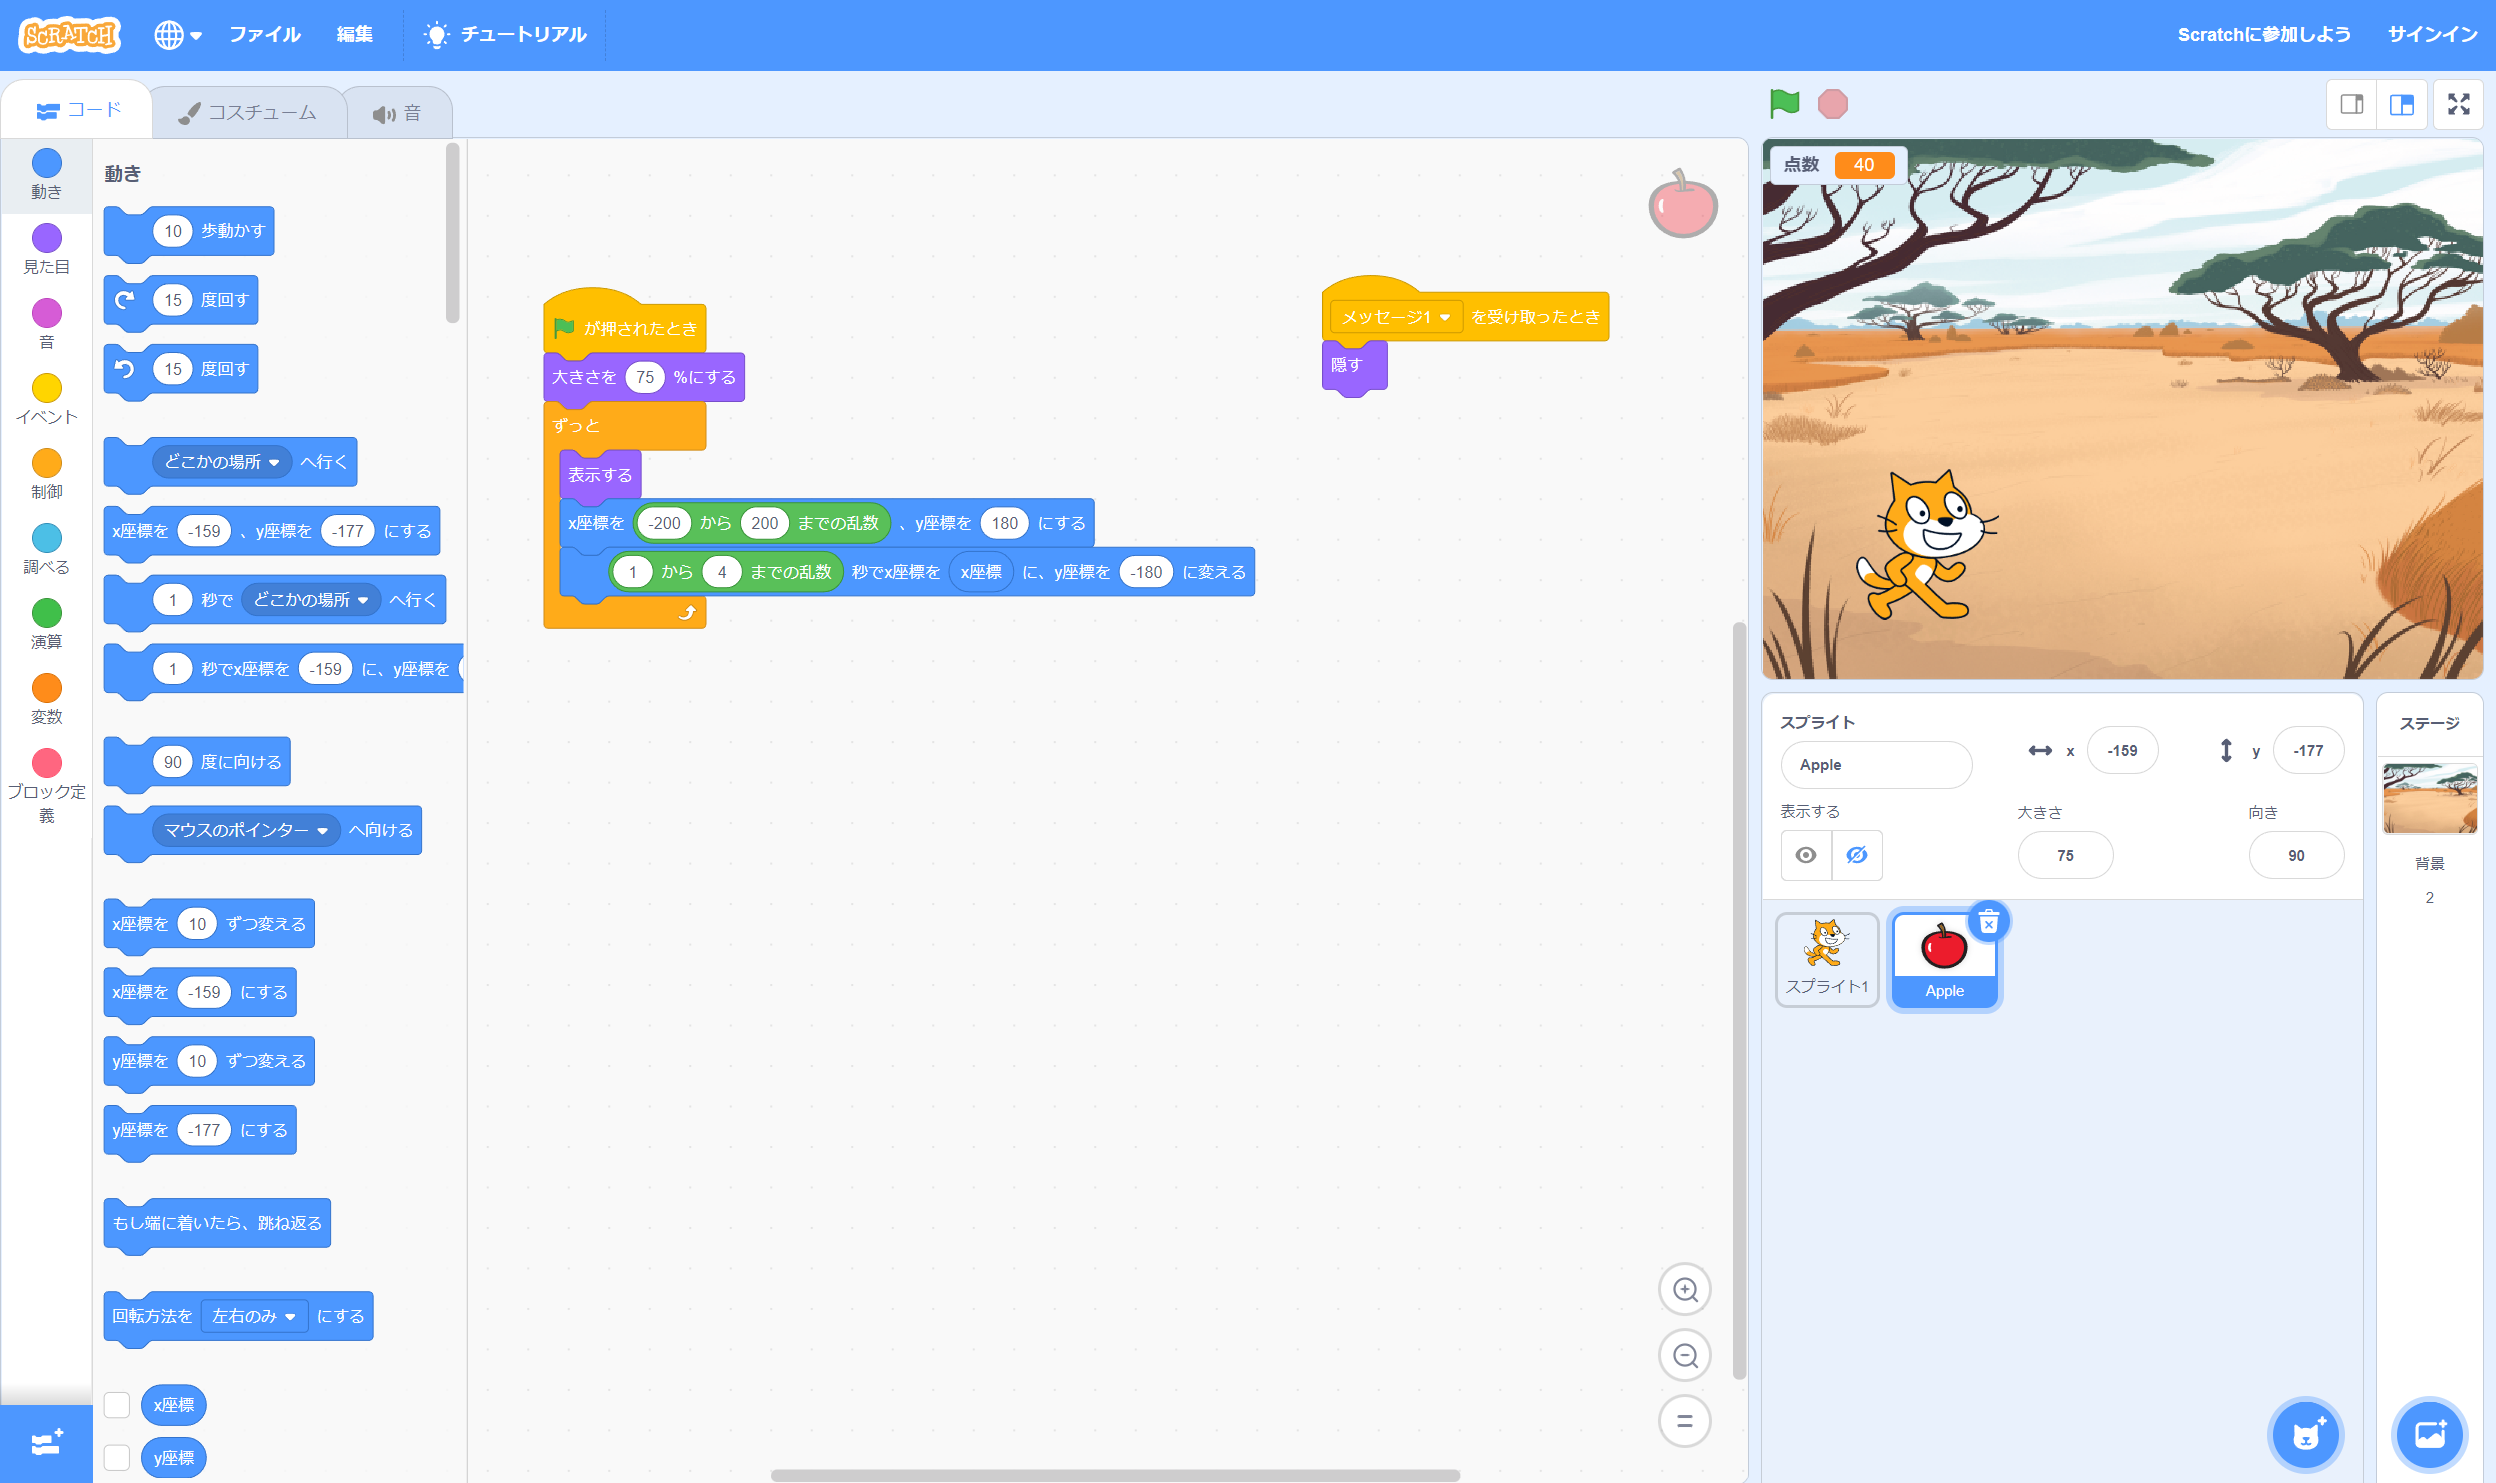 SCRATCH
ファイル
編集
チュートリアル
Scratchに参加しよう
サインイン
コード
コスチューム
音
動き
見た目
音
イベント
制御
調べる
演算
変数
ブロック定
義
動き
10 歩動かす
15 度回す
15 度回す
どこかの場所 へ行く
x座標を -159 、y座標を -177 にする
1 秒で どこかの場所 へ行く
1 秒でx座標を -159 に、y座標を
90 度に向ける
マウスのポインター へ向ける
x座標を 10 ずつ変える
x座標を -159 にする
y座標を 10 ずつ変える
y座標を -177 にする
もし端に着いたら、跳ね返る
回転方法を 左右のみ にする
x座標
y座標
が押されたとき
大きさを 75 %にする
ずっと
表示する
x座標を -200 から 200 までの乱数 、y座標を 180 にする
1 から 4 までの乱数 秒でx座標を x座標 に、y座標を -180 に変える
メッセージ1 を受け取ったとき
隠す
点数 40
スプライト
Apple
x -159
y -177
表示する
大きさ
75
向き
90
スプライト1
Apple
ステージ
背景
2